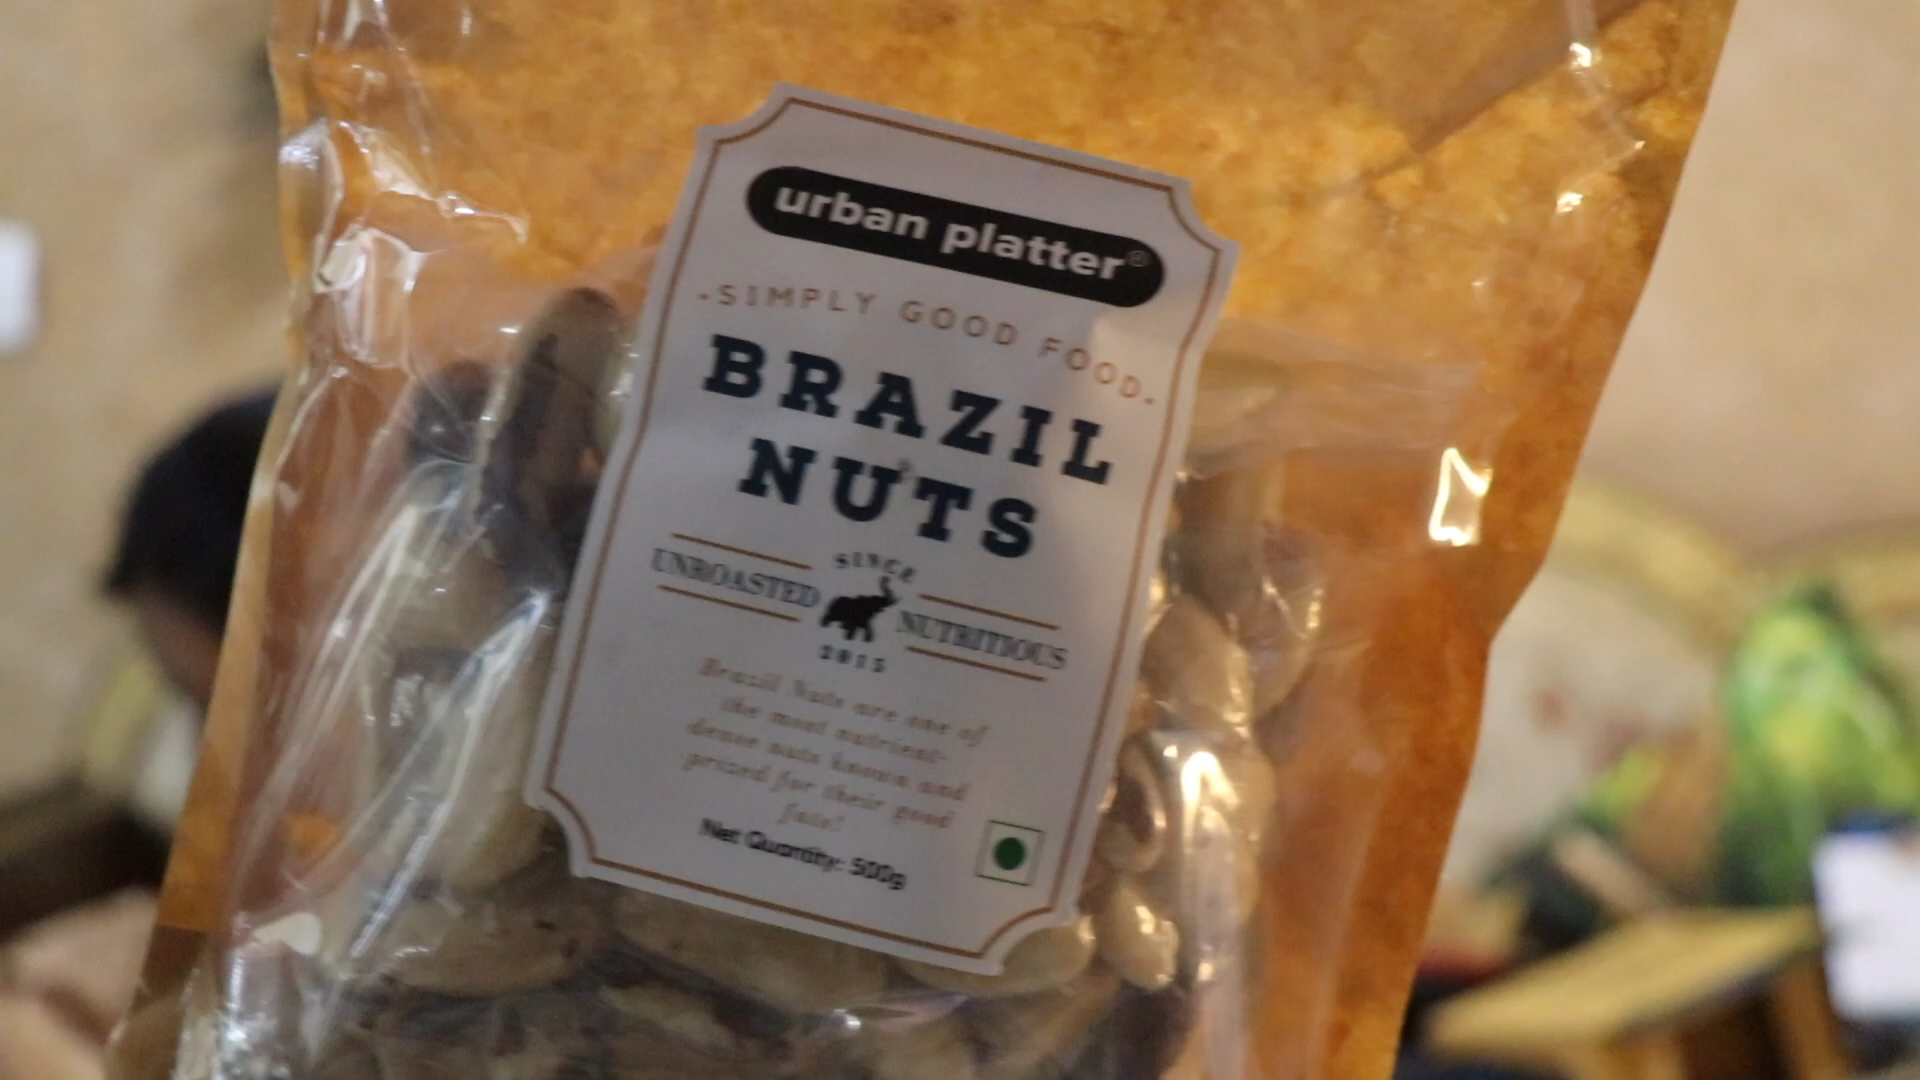 urban platter®
·SIMPLY GOOD FOOD·
BRAZIL
NUTS
SINCE
UNROASTED NUTRITIOUS
2015
Brazil Nuts are one of
the most nutrient-
dense nuts known and
prized for their good
fats!
Net Quantity: 500g